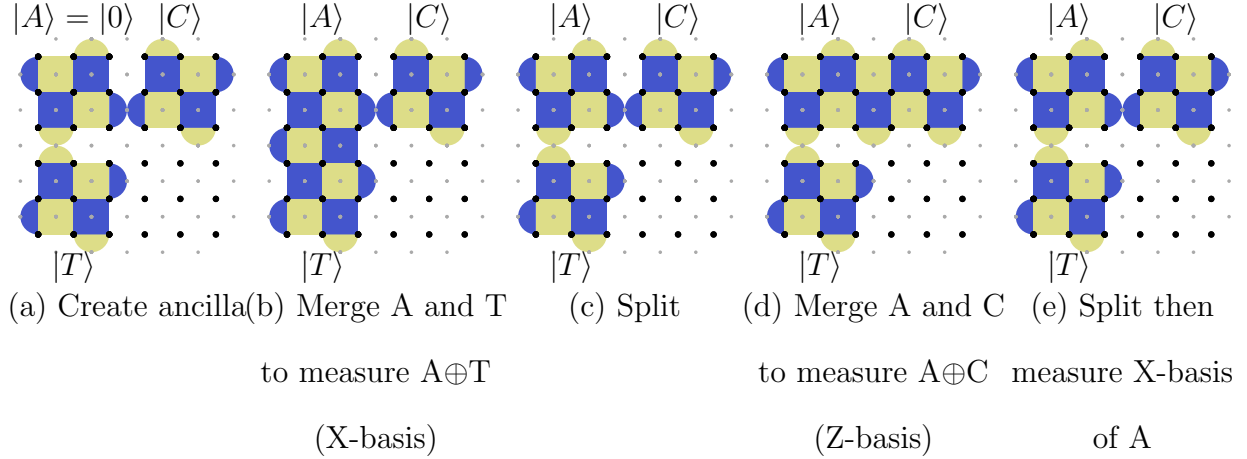 |A⟩ = |0⟩ |C⟩ |A⟩ |C⟩ |A⟩ |C⟩ |A⟩ |C⟩ |A⟩ |C⟩
|T⟩ |T⟩ |T⟩ |T⟩ |T⟩
(a) Create ancilla
(b) Merge A and T
to measure A⊕T
(X-basis)
(c) Split
(d) Merge A and C
to measure A⊕C
(Z-basis)
(e) Split then
measure X-basis
of A